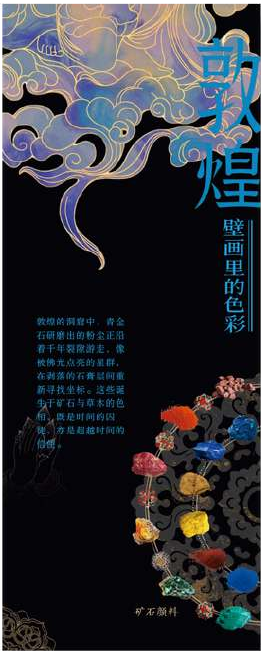 敦煌
壁画里的色彩
敦煌的洞窟中，青金
石研磨出的粉尘正沿
着千年裂隙游走，像
被佛光点亮的星群，
在剥落的石膏层间重
新寻找坐标。这些诞
生于矿石与草木的色
相，既是时间的囚
徒，亦是超越时间的
信使。
矿石颜料